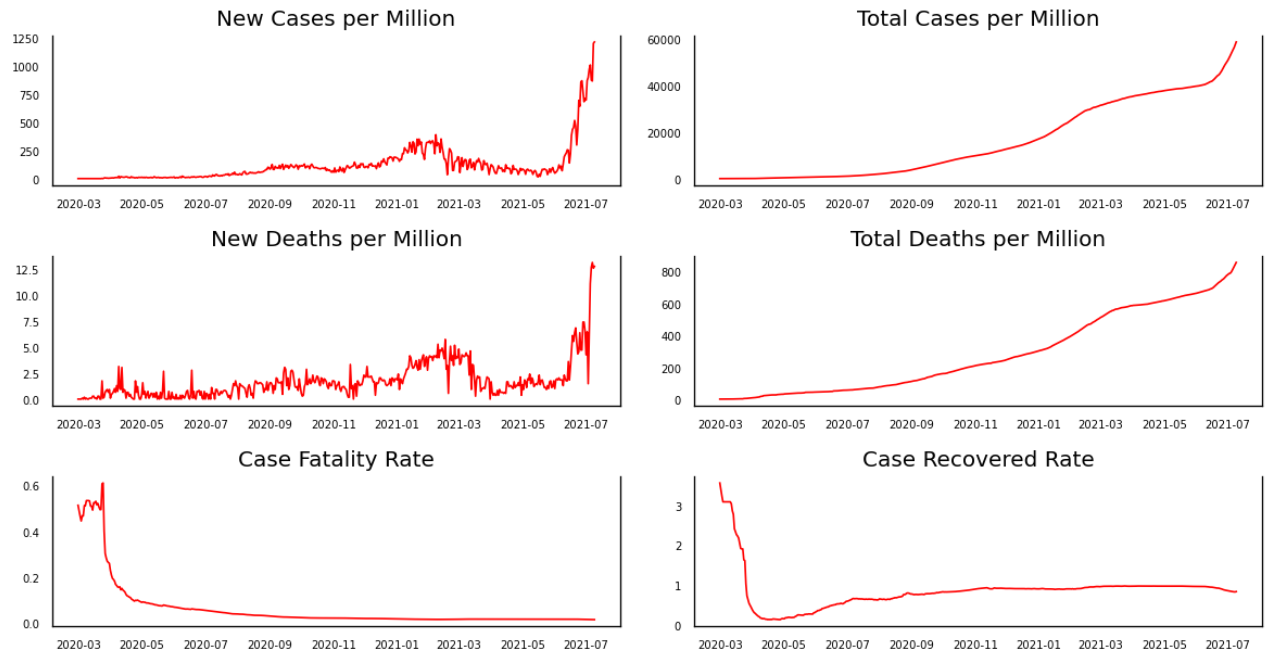 New Cases per Million
1250
1000
750
500
250
0
2020-03 2020-05 2020-07 2020-09 2020-11 2021-01 2021-03 2021-05 2021-07
Total Cases per Million
60000
40000
20000
0
2020-03 2020-05 2020-07 2020-09 2020-11 2021-01 2021-03 2021-05 2021-07
New Deaths per Million
12.5
10.0
7.5
5.0
2.5
0.0
2020-03 2020-05 2020-07 2020-09 2020-11 2021-01 2021-03 2021-05 2021-07
Total Deaths per Million
800
600
400
200
0
2020-03 2020-05 2020-07 2020-09 2020-11 2021-01 2021-03 2021-05 2021-07
Case Fatality Rate
0.6
0.4
0.2
0.0
2020-03 2020-05 2020-07 2020-09 2020-11 2021-01 2021-03 2021-05 2021-07
Case Recovered Rate
3
2
1
0
2020-03 2020-05 2020-07 2020-09 2020-11 2021-01 2021-03 2021-05 2021-07